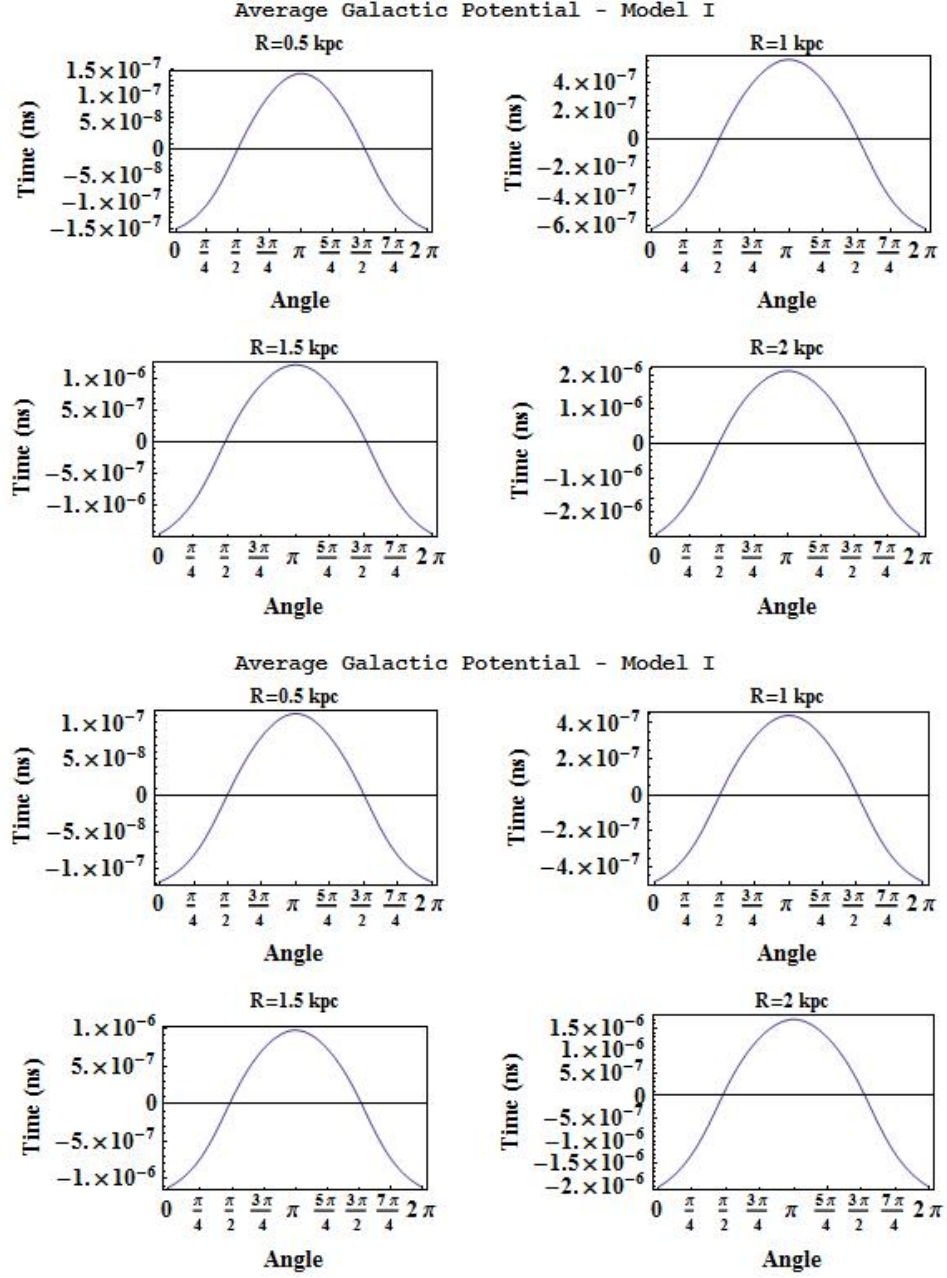 Average Galactic Potential - Model I
R=0.5 kpc
Time (ns)
1.5×10⁻⁷
1.×10⁻⁷
5.×10⁻⁸
0
−5.×10⁻⁸
−1.×10⁻⁷
−1.5×10⁻⁷
0 π/4 π/2 3π/4 π 5π/4 3π/2 7π/4 2π
Angle
R=1 kpc
Time (ns)
4.×10⁻⁷
2.×10⁻⁷
0
−2.×10⁻⁷
−4.×10⁻⁷
−6.×10⁻⁷
0 π/4 π/2 3π/4 π 5π/4 3π/2 7π/4 2π
Angle
R=1.5 kpc
Time (ns)
1.×10⁻⁶
5.×10⁻⁷
0
−5.×10⁻⁷
−1.×10⁻⁶
0 π/4 π/2 3π/4 π 5π/4 3π/2 7π/4 2π
Angle
R=2 kpc
Time (ns)
2.×10⁻⁶
1.×10⁻⁶
0
−1.×10⁻⁶
−2.×10⁻⁶
0 π/4 π/2 3π/4 π 5π/4 3π/2 7π/4 2π
Angle
Average Galactic Potential - Model I
R=0.5 kpc
Time (ns)
1.×10⁻⁷
5.×10⁻⁸
0
−5.×10⁻⁸
−1.×10⁻⁷
0 π/4 π/2 3π/4 π 5π/4 3π/2 7π/4 2π
Angle
R=1 kpc
Time (ns)
4.×10⁻⁷
2.×10⁻⁷
0
−2.×10⁻⁷
−4.×10⁻⁷
0 π/4 π/2 3π/4 π 5π/4 3π/2 7π/4 2π
Angle
R=1.5 kpc
Time (ns)
1.×10⁻⁶
5.×10⁻⁷
0
−5.×10⁻⁷
−1.×10⁻⁶
0 π/4 π/2 3π/4 π 5π/4 3π/2 7π/4 2π
Angle
R=2 kpc
Time (ns)
1.5×10⁻⁶
1.×10⁻⁶
5.×10⁻⁷
0
−5.×10⁻⁷
−1.×10⁻⁶
−1.5×10⁻⁶
−2.×10⁻⁶
0 π/4 π/2 3π/4 π 5π/4 3π/2 7π/4 2π
Angle